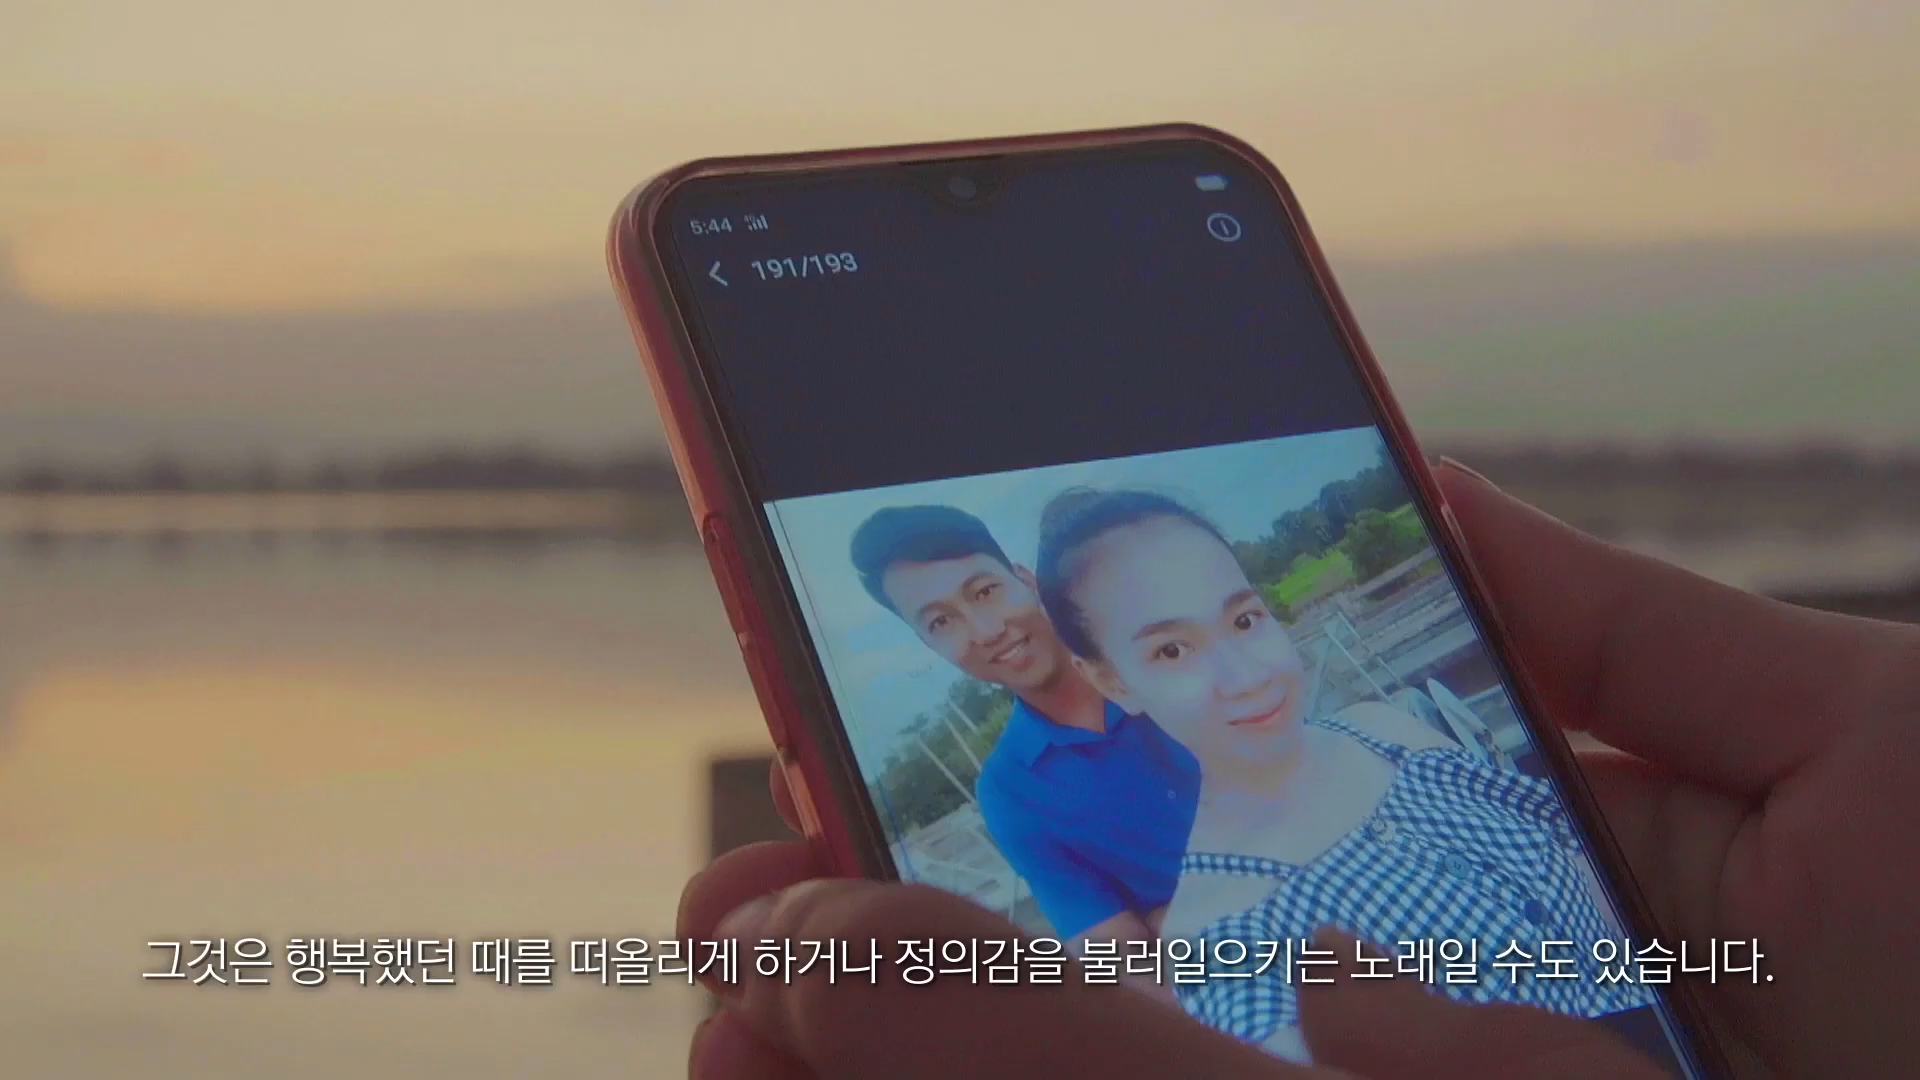 5:44
191/193
그것은 행복했던 때를 떠올리게 하거나 정의감을 불러일으키는 노래일 수도 있습니다.